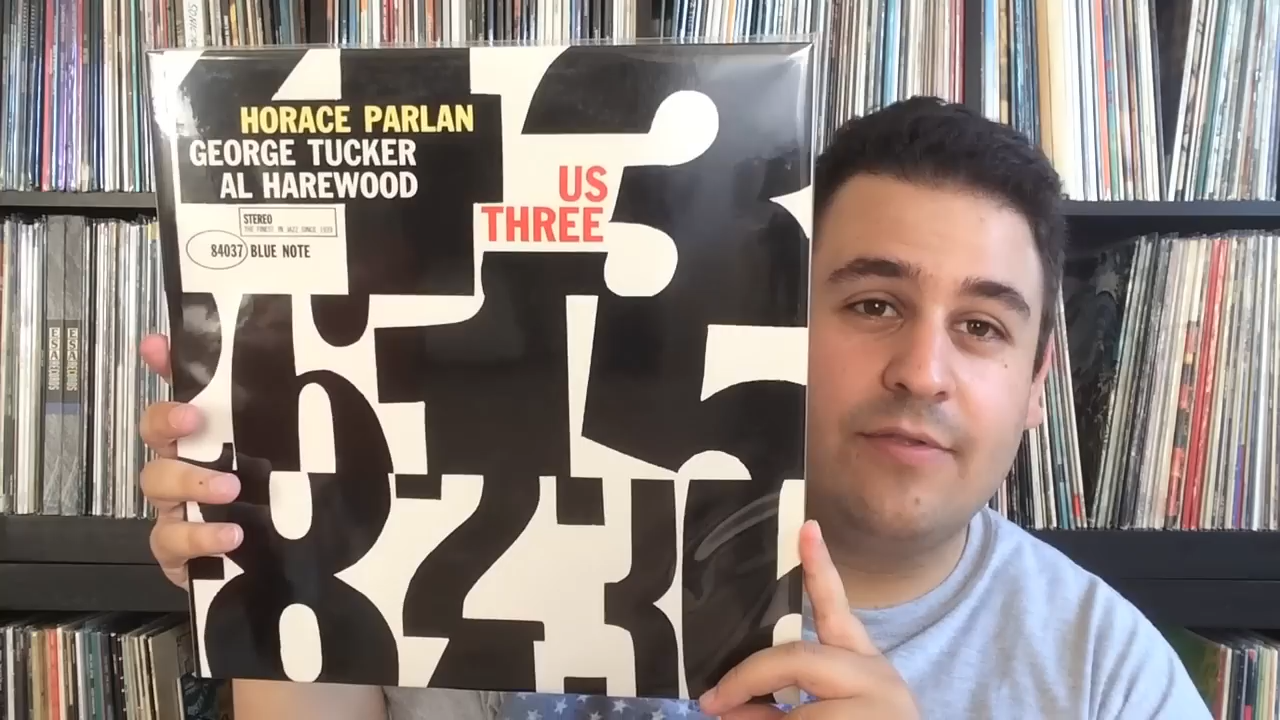 HORACE PARLAN
GEORGE TUCKER
AL HAREWOOD
US
THREE
STEREO
THE FINEST IN JAZZ SINCE 1939
84037 BLUE NOTE